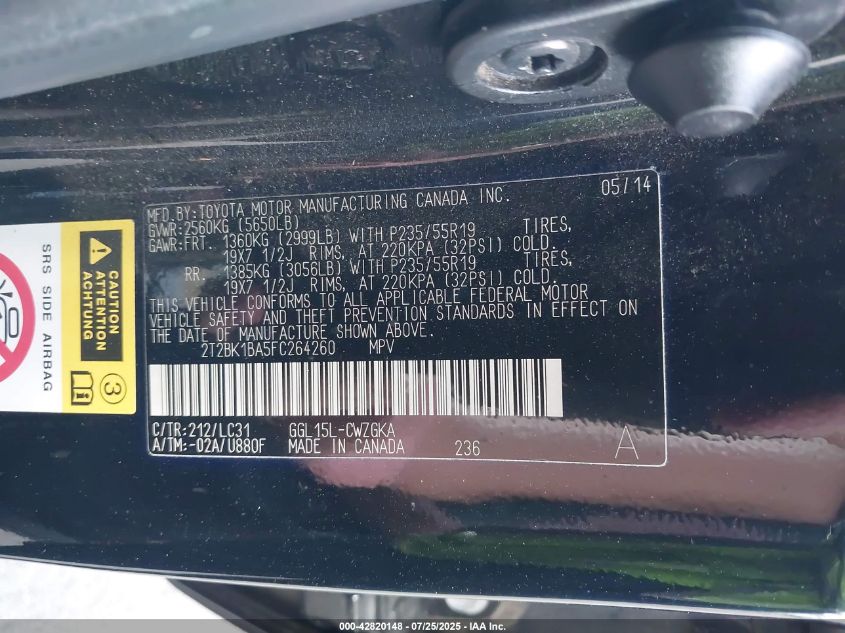 MFD.BY:TOYOTA MOTOR MANUFACTURING CANADA INC. 05/14
GVWR:2560KG (5650LB)
GAWR:FRT. 1360KG (2999LB) WITH P235/55R19 TIRES,
19X7 1/2J RIMS, AT 220KPA (32PSI) COLD.
RR. 1385KG (3056LB) WITH P235/55R19 TIRES,
19X7 1/2J RIMS, AT 220KPA (32PSI) COLD.
THIS VEHICLE CONFORMS TO ALL APPLICABLE FEDERAL MOTOR
VEHICLE SAFETY AND THEFT PREVENTION STANDARDS IN EFFECT ON
THE DATE OF MANUFACTURE SHOWN ABOVE.
2T2BK1BA5FC264260 MPV
C/TR:212/LC31 GGL15L-CWZGKA
A/TM:-02A/U880F MADE IN CANADA 236 A
CAUTION
ATTENTION
ACHTUNG
SRS SIDE AIRBAG
3
000-42820148 - 07/25/2025 - IAA Inc.